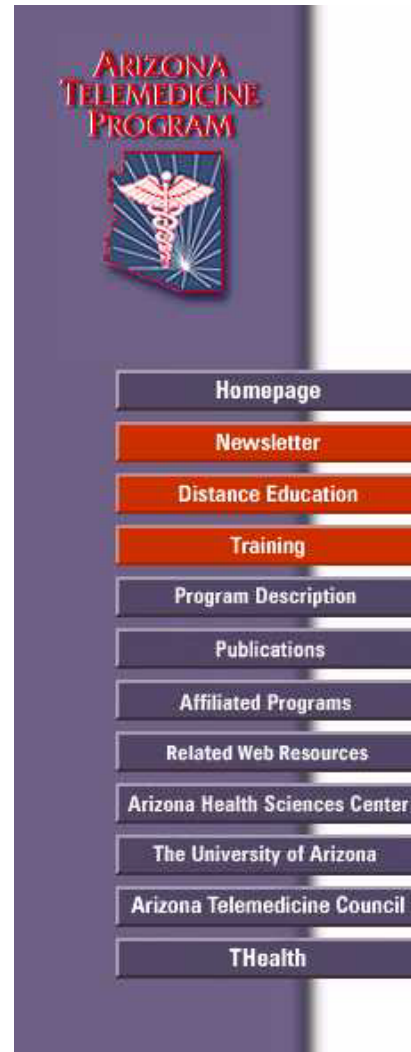 ARIZONA
TELEMEDICINE
PROGRAM
Homepage
Newsletter
Distance Education
Training
Program Description
Publications
Affiliated Programs
Related Web Resources
Arizona Health Sciences Center
The University of Arizona
Arizona Telemedicine Council
THealth